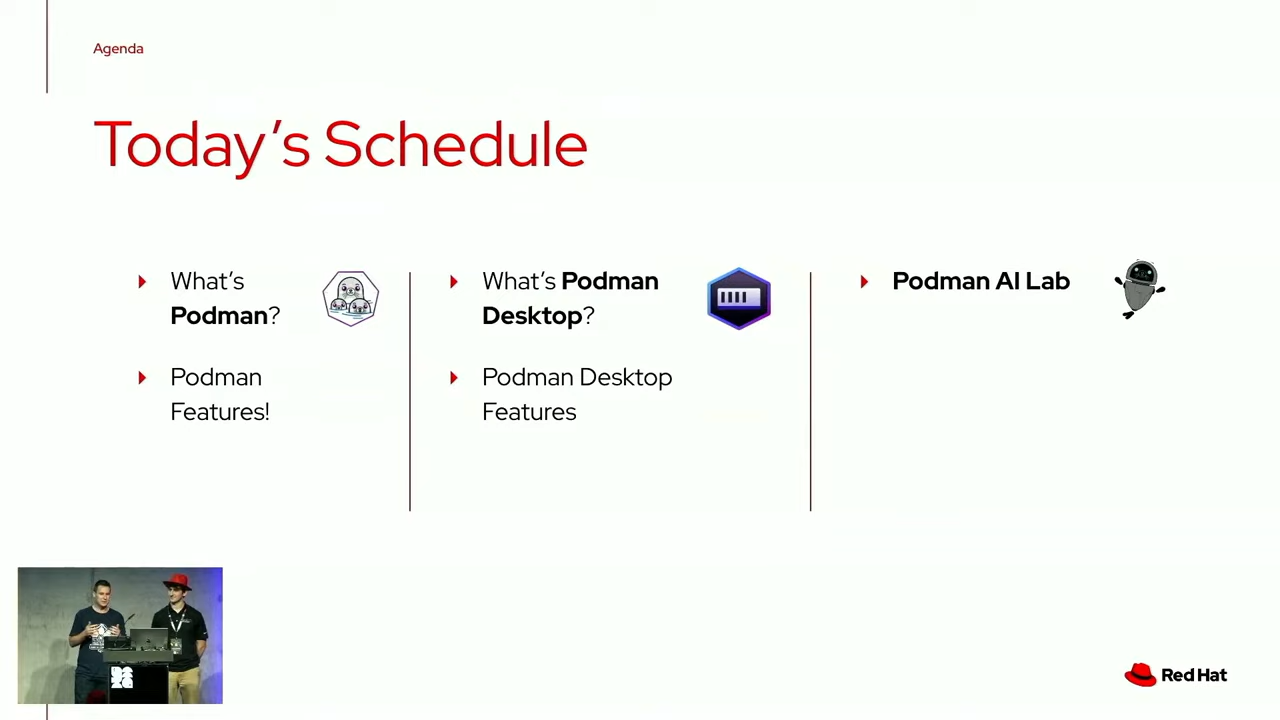 Agenda
Today's Schedule
What's
Podman?
Podman
Features!
What's Podman
Desktop?
Podman Desktop
Features
Podman AI Lab
Red Hat